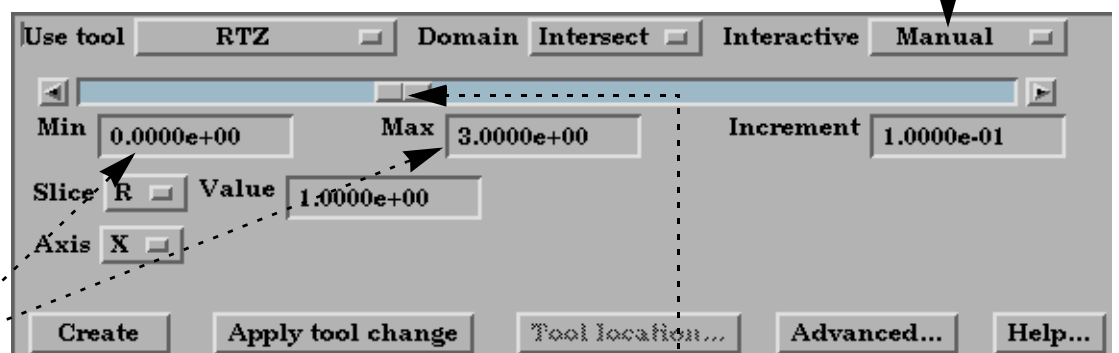 Use tool RTZ Domain Intersect Interactive Manual
Min 0.0000e+00 Max 3.0000e+00 Increment 1.0000e-01
Slice R Value 1.0000e+00
Axis X
Create Apply tool change Tool location... Advanced... Help...